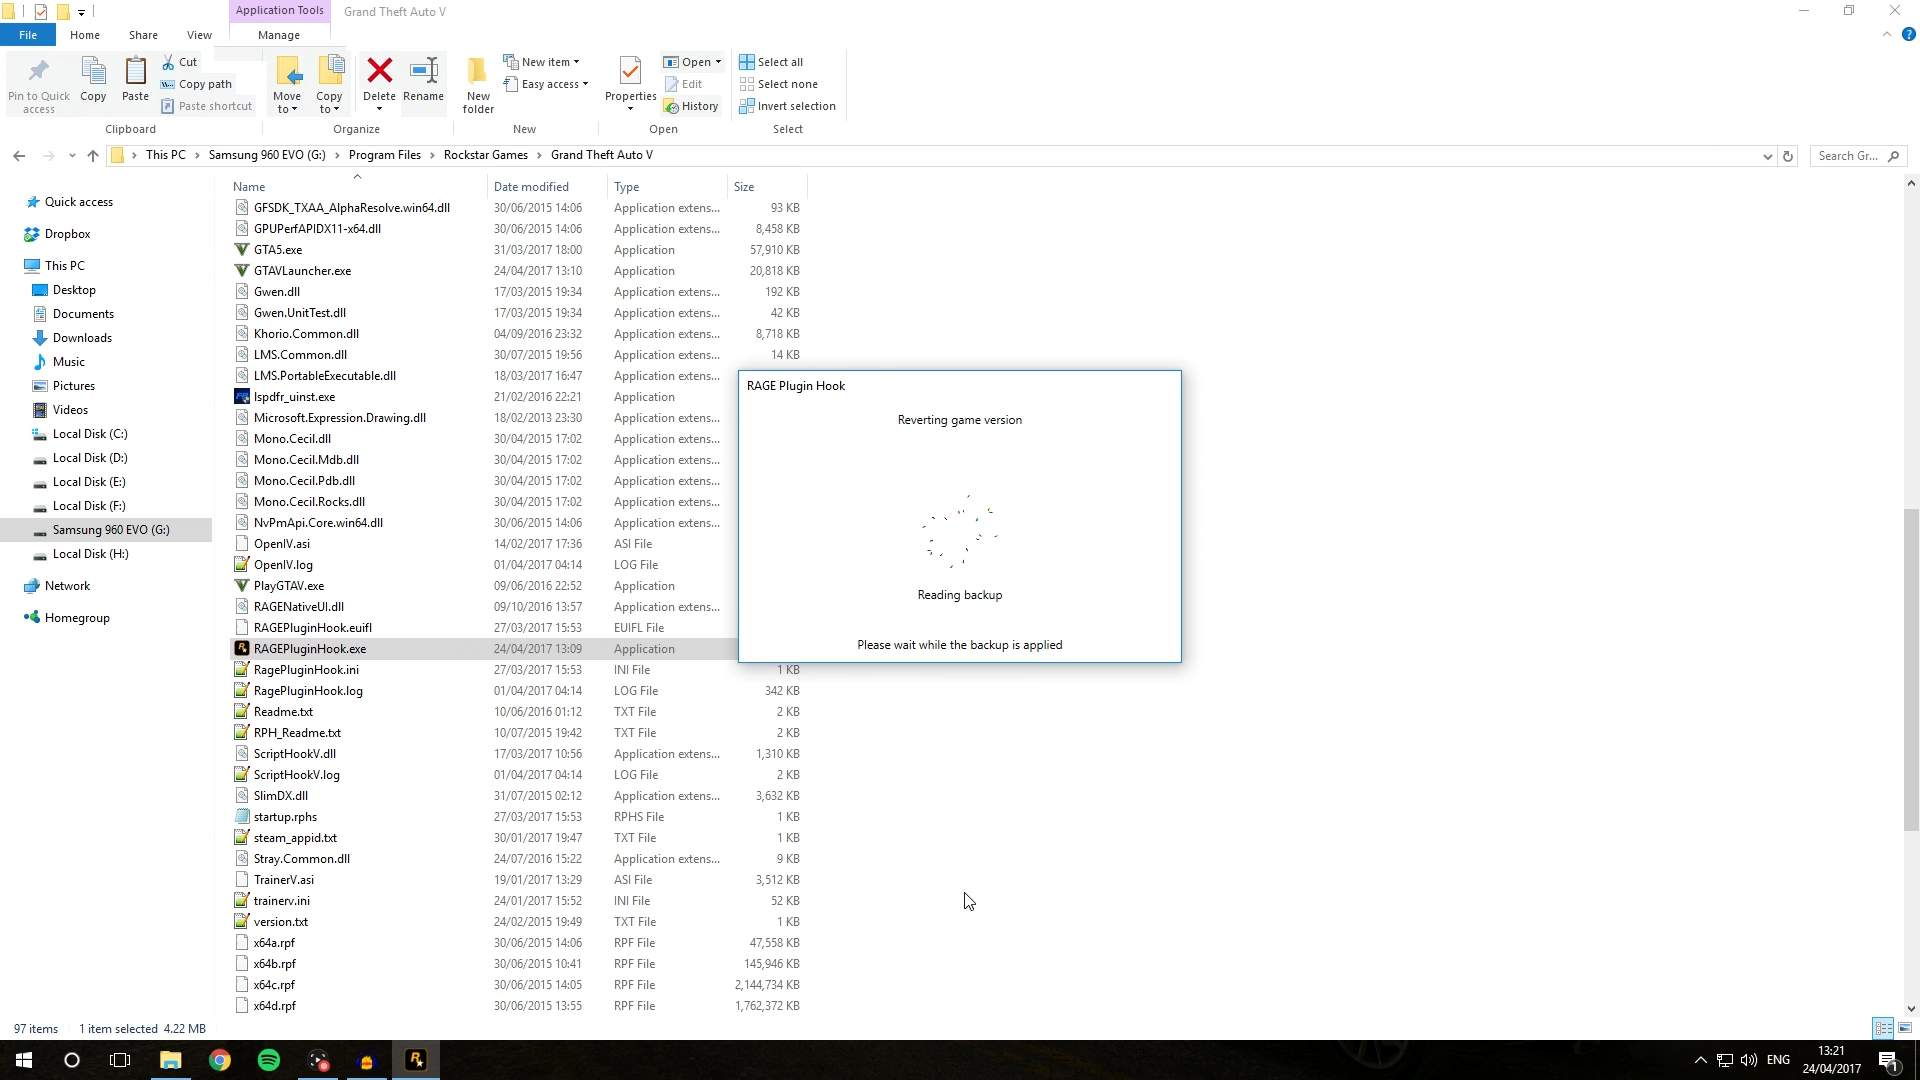 Application Tools
Grand Theft Auto V
File
Home
Share
View
Manage
Pin to Quick access
Copy
Paste
Cut
Copy path
Paste shortcut
Clipboard
Move to
Copy to
Delete
Rename
Organize
New folder
New item
Easy access
New
Properties
Open
Edit
History
Open
Select all
Select none
Invert selection
Select
This PC
Samsung 960 EVO (G:)
Program Files
Rockstar Games
Grand Theft Auto V
Search Gr...
Quick access
Dropbox
This PC
Desktop
Documents
Downloads
Music
Pictures
Videos
Local Disk (C:)
Local Disk (D:)
Local Disk (E:)
Local Disk (F:)
Samsung 960 EVO (G:)
Local Disk (H:)
Network
Homegroup
Name Date modified Type Size
GFSDK_TXAA_AlphaResolve.win64.dll 30/06/2015 14:06 Application extens... 93 KB
GPUPerfAPIDX11-x64.dll 30/06/2015 14:06 Application extens... 8,458 KB
GTA5.exe 31/03/2017 18:00 Application 57,910 KB
GTAVLauncher.exe 24/04/2017 13:10 Application 20,818 KB
Gwen.dll 17/03/2015 19:34 Application extens... 192 KB
Gwen.UnitTest.dll 17/03/2015 19:34 Application extens... 42 KB
Khorio.Common.dll 04/09/2016 23:32 Application extens... 8,718 KB
LMS.Common.dll 30/07/2015 19:56 Application extens... 14 KB
LMS.PortableExecutable.dll 18/03/2017 16:47 Application extens...
lspdfr_uinst.exe 21/02/2016 22:21 Application
Microsoft.Expression.Drawing.dll 18/02/2013 23:30 Application extens...
Mono.Cecil.dll 30/04/2015 17:02 Application extens...
Mono.Cecil.Mdb.dll 30/04/2015 17:02 Application extens...
Mono.Cecil.Pdb.dll 30/04/2015 17:02 Application extens...
Mono.Cecil.Rocks.dll 30/04/2015 17:02 Application extens...
NvPmApi.Core.win64.dll 30/06/2015 14:06 Application extens...
OpenIV.asi 14/02/2017 17:36 ASI File
OpenIV.log 01/04/2017 04:14 LOG File
PlayGTAV.exe 09/06/2016 22:52 Application
RAGENativeUI.dll 09/10/2016 13:57 Application extens...
RAGEPluginHook.euifl 27/03/2017 15:53 EUIFL File
RAGEPluginHook.exe 24/04/2017 13:09 Application
RagePluginHook.ini 27/03/2017 15:53 INI File 1 KB
RagePluginHook.log 01/04/2017 04:14 LOG File 342 KB
Readme.txt 10/06/2016 01:12 TXT File 2 KB
RPH_Readme.txt 10/07/2015 19:42 TXT File 2 KB
ScriptHookV.dll 17/03/2017 10:56 Application extens... 1,310 KB
ScriptHookV.log 01/04/2017 04:14 LOG File 2 KB
SlimDX.dll 31/07/2015 02:12 Application extens... 3,632 KB
startup.rphs 27/03/2017 15:53 RPHS File 1 KB
steam_appid.txt 30/01/2017 19:47 TXT File 1 KB
Stray.Common.dll 24/07/2016 15:22 Application extens... 9 KB
TrainerV.asi 19/01/2017 13:29 ASI File 3,512 KB
trainerv.ini 24/01/2017 15:52 INI File 52 KB
version.txt 24/02/2015 19:49 TXT File 1 KB
x64a.rpf 30/06/2015 14:06 RPF File 47,558 KB
x64b.rpf 30/06/2015 10:41 RPF File 145,946 KB
x64c.rpf 30/06/2015 14:05 RPF File 2,144,734 KB
x64d.rpf 30/06/2015 13:55 RPF File 1,762,372 KB
RAGE Plugin Hook
Reverting game version
Reading backup
Please wait while the backup is applied
97 items 1 item selected 4.22 MB
ENG
13:21
24/04/2017
1